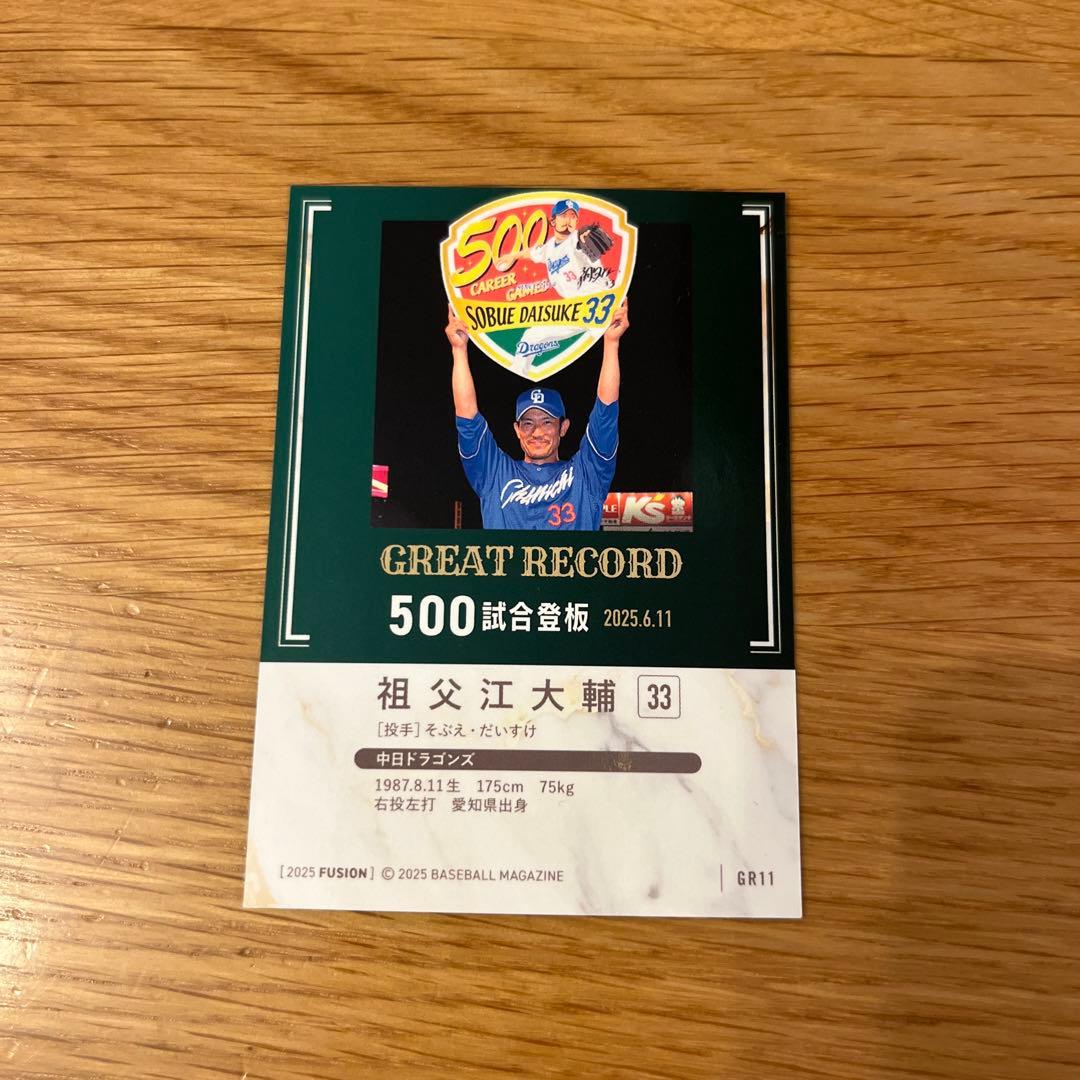 500
CAREER
GAMES
SOBUE DAISUKE 33
Dragons
33
CD
33
K's
GREAT RECORD
500試合登板 2025.6.11
祖父江大輔 33
[投手]そぶえ・だいすけ
中日ドラゴンズ
1987.8.11生 175cm 75kg
右投左打 愛知県出身
[2025 FUSION] © 2025 BASEBALL MAGAZINE
GR11